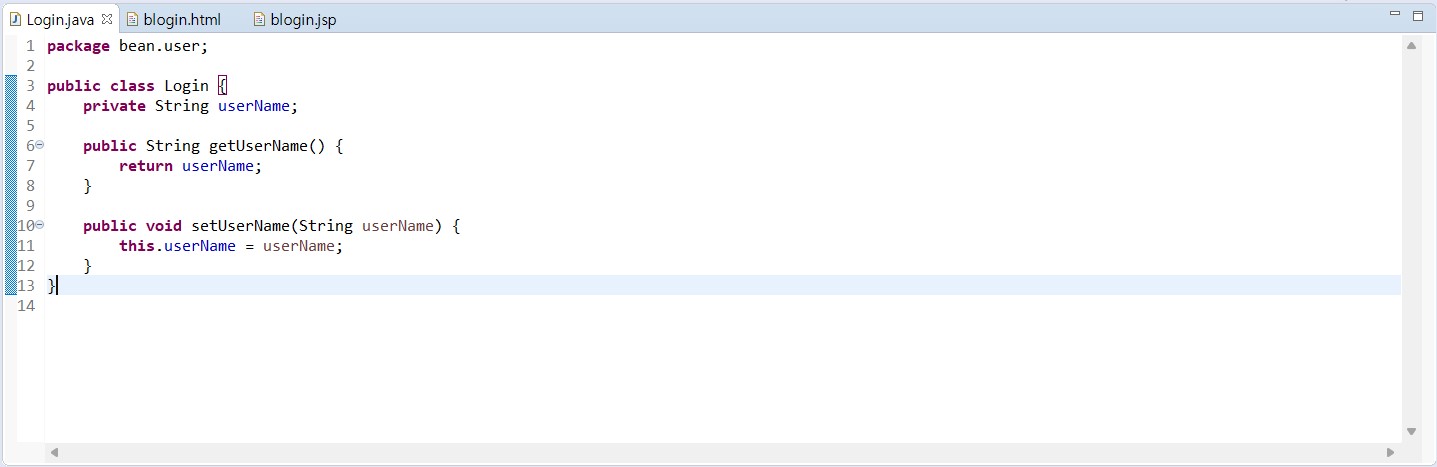 Login.java blogin.html blogin.jsp
1 package bean.user;
2
3 public class Login {
4     private String userName;
5
6     public String getUserName() {
7         return userName;
8     }
9
10     public void setUserName(String userName) {
11         this.userName = userName;
12     }
13 }
14